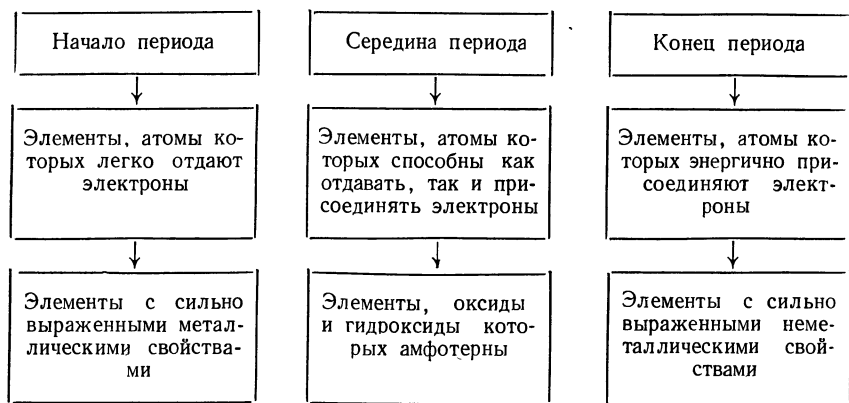 Начало периода
Середина периода
Конец периода
Элементы, атомы ко-
торых легко отдают
электроны
Элементы, атомы ко-
торых способны как
отдавать, так и при-
соединять электроны
Элементы, атомы ко-
торых энергично при-
соединяют элект-
роны
Элементы с сильно
выраженными метал-
лическими свойства-
ми
Элементы, оксиды
и гидроксиды кото-
рых амфотерны
Элементы с сильно
выраженными неме-
таллическими свой-
ствами